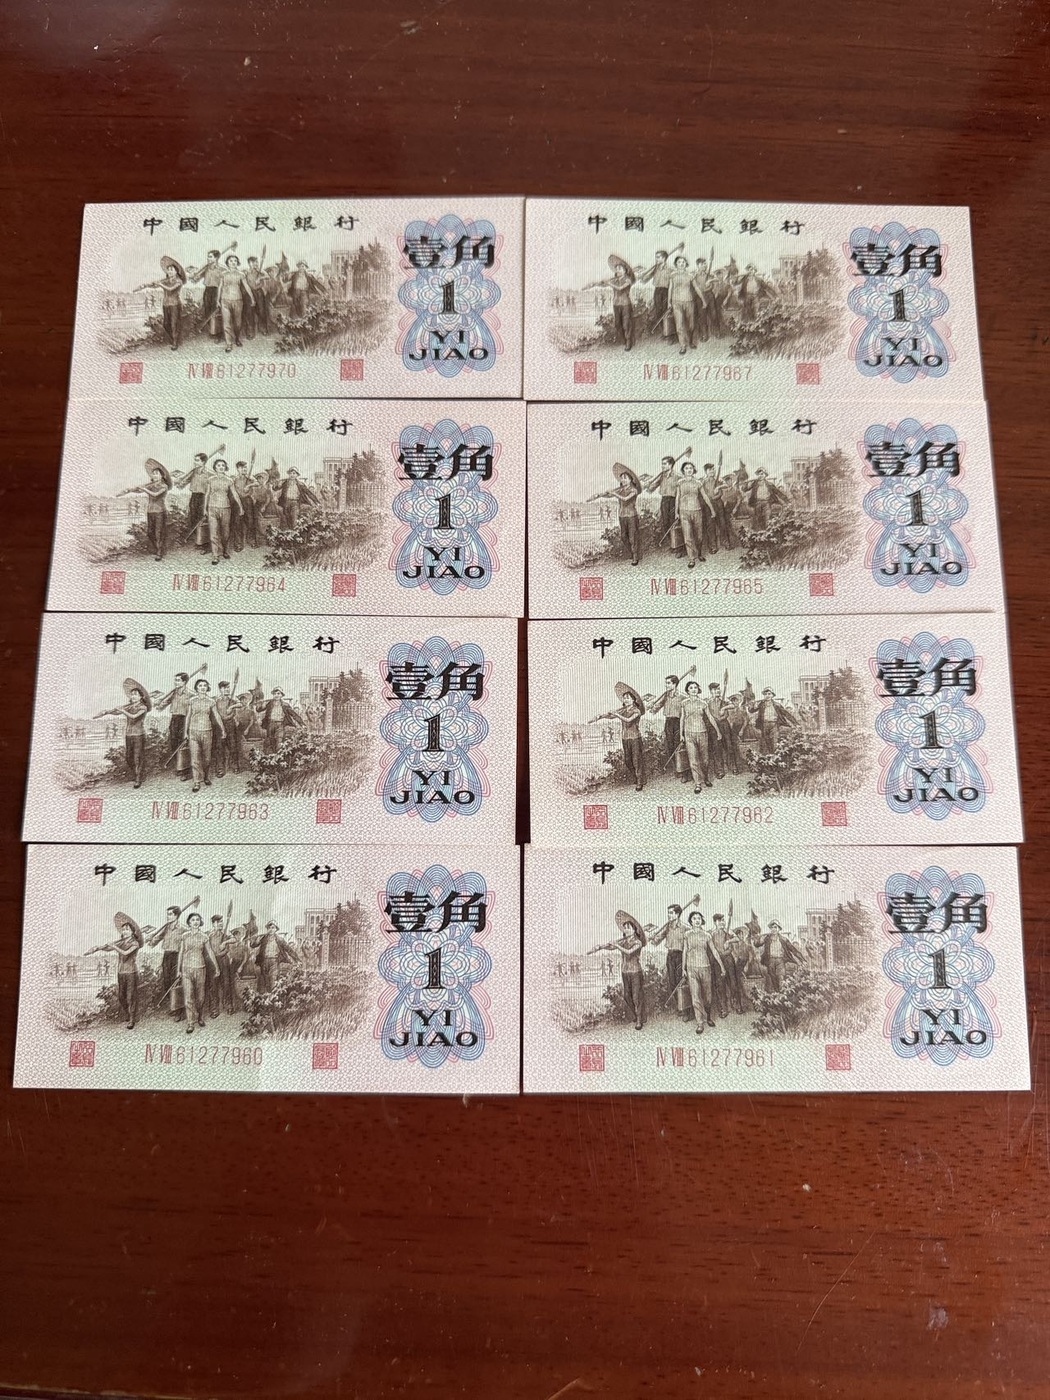 中國人民銀行
壹角
1
YI
JIAO
IV VIII 61277970
中國人民銀行
壹角
1
YI
JIAO
IV VIII 61277967
中國人民銀行
壹角
1
YI
JIAO
IV VIII 61277964
中國人民銀行
壹角
1
YI
JIAO
IV VIII 61277965
中國人民銀行
壹角
1
YI
JIAO
IV VIII 61277963
中國人民銀行
壹角
1
YI
JIAO
IV VIII 61277962
中國人民銀行
壹角
1
YI
JIAO
IV VIII 61277960
中國人民銀行
壹角
1
YI
JIAO
IV VIII 61277961